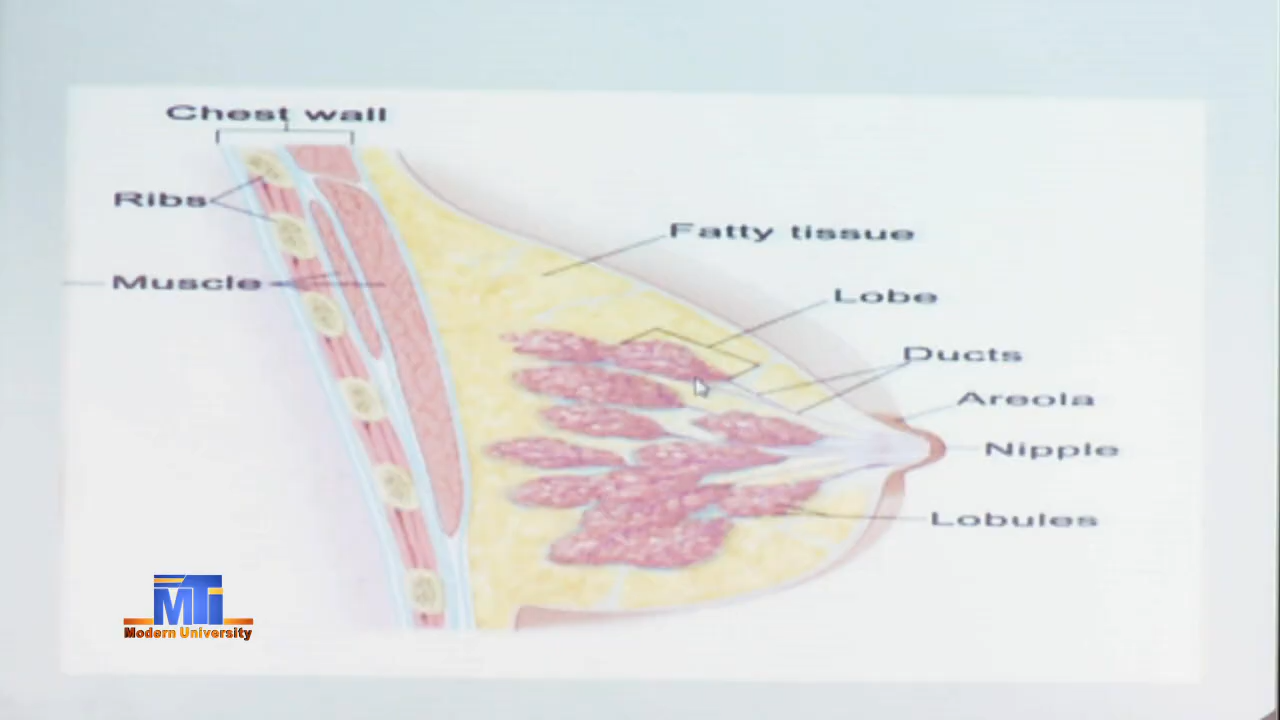 Chest wall
Ribs
Fatty tissue
Muscle
Lobe
Ducts
Areola
Nipple
Lobules
MTI
Modern University